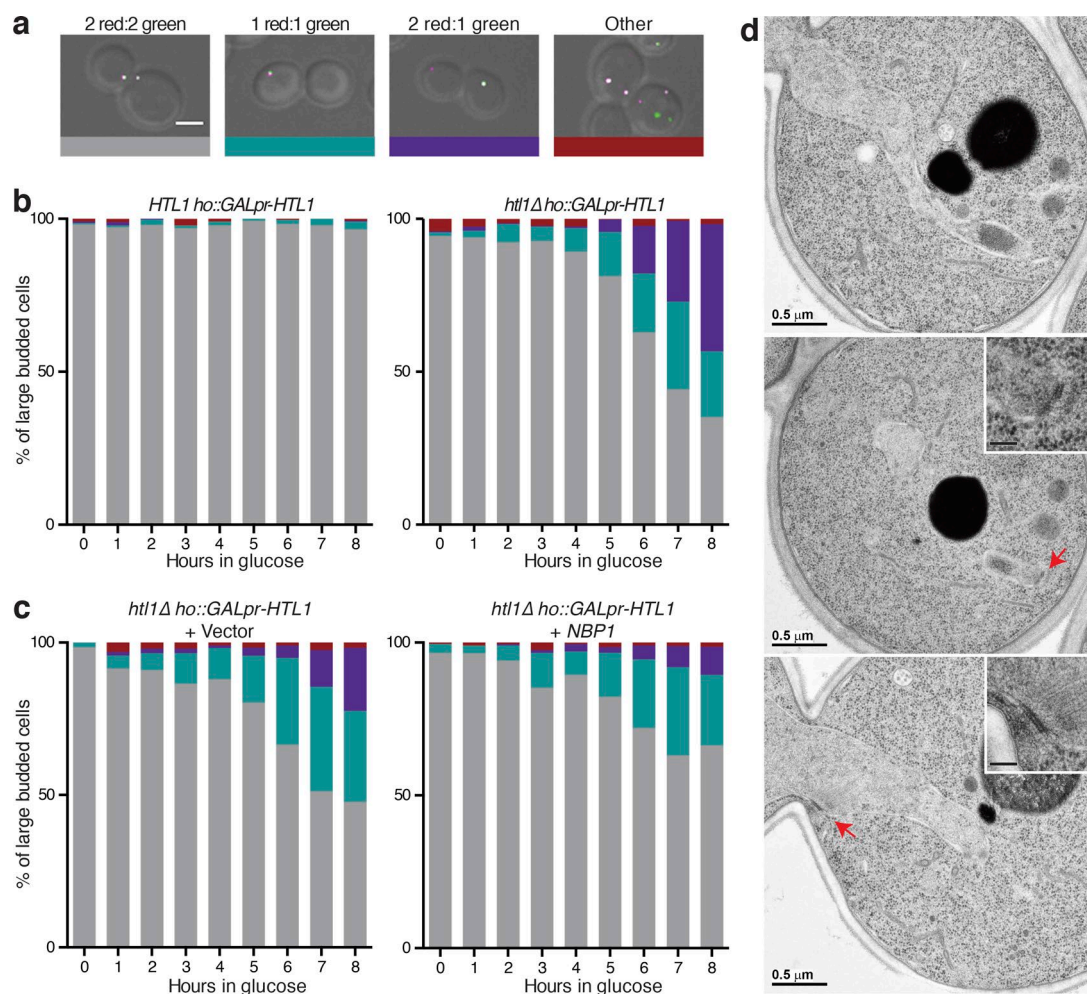 a
2 red:2 green
1 red:1 green
2 red:1 green
Other
b
HTL1 ho::GALpr-HTL1
htl1Δ ho::GALpr-HTL1
% of large budded cells
100
50
0
0 1 2 3 4 5 6 7 8
Hours in glucose
100
50
0
0 1 2 3 4 5 6 7 8
Hours in glucose
c
htl1Δ ho::GALpr-HTL1
+ Vector
htl1Δ ho::GALpr-HTL1
+ NBP1
% of large budded cells
100
50
0
0 1 2 3 4 5 6 7 8
Hours in glucose
100
50
0
0 1 2 3 4 5 6 7 8
Hours in glucose
d
0.5 μm
0.5 μm
0.5 μm